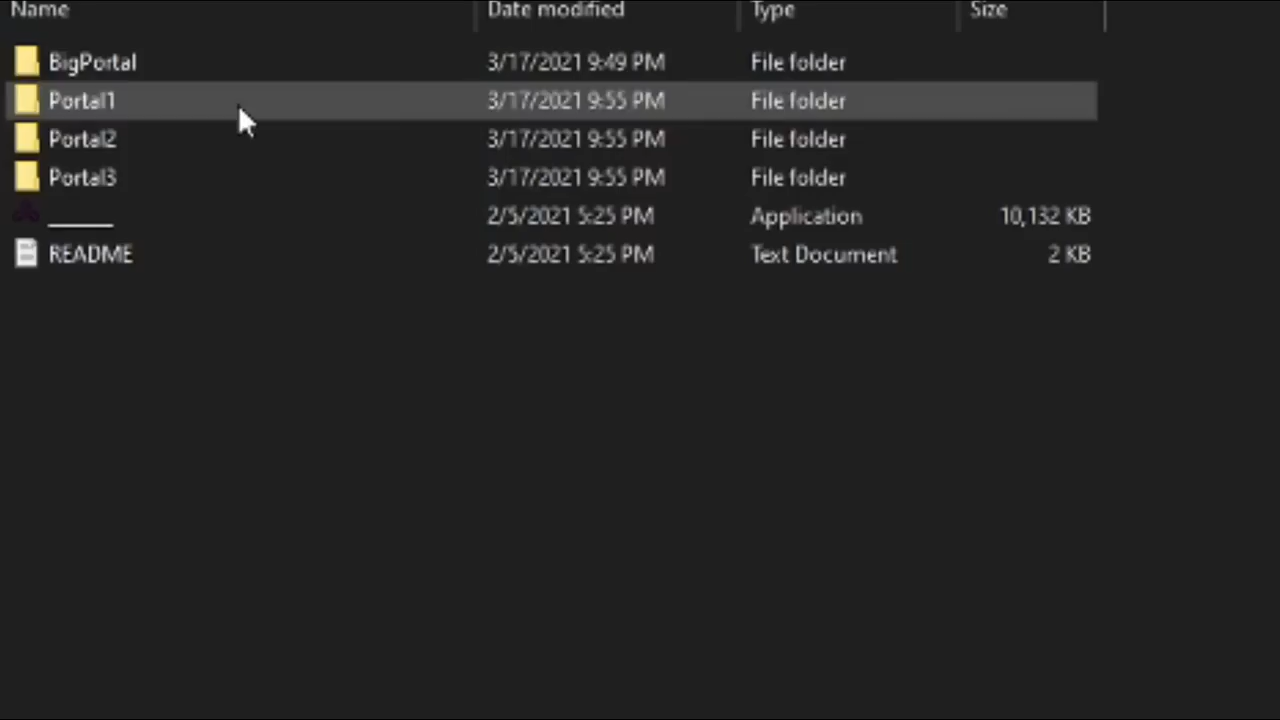 Name Date modified Type Size
BigPortal 3/17/2021 9:49 PM File folder
Portal1 3/17/2021 9:55 PM File folder
Portal2 3/17/2021 9:55 PM File folder
Portal3 3/17/2021 9:55 PM File folder
______ 2/5/2021 5:25 PM Application 10,132 KB
README 2/5/2021 5:25 PM Text Document 2 KB